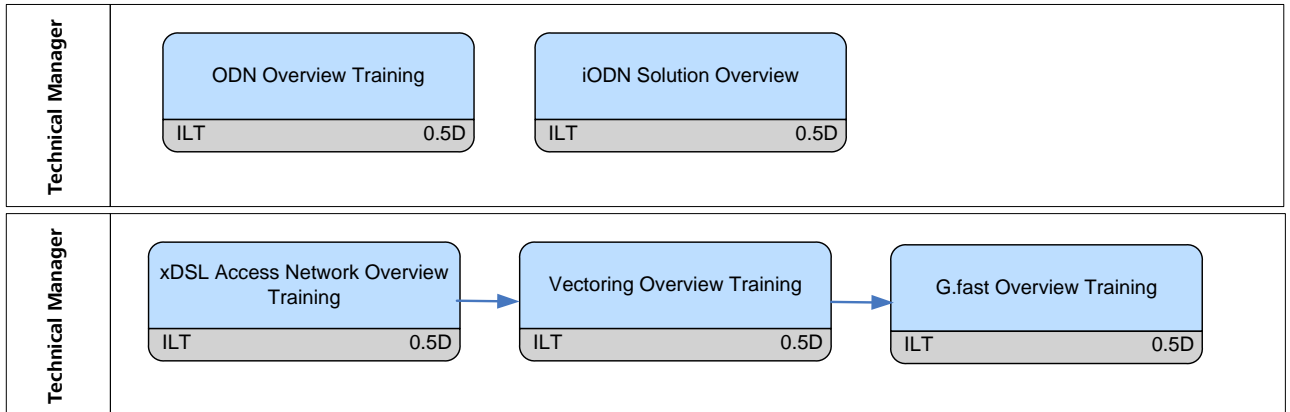 Technical Manager
ODN Overview Training
ILT 0.5D
iODN Solution Overview
ILT 0.5D
Technical Manager
xDSL Access Network Overview
Training
ILT 0.5D
Vectoring Overview Training
ILT 0.5D
G.fast Overview Training
ILT 0.5D